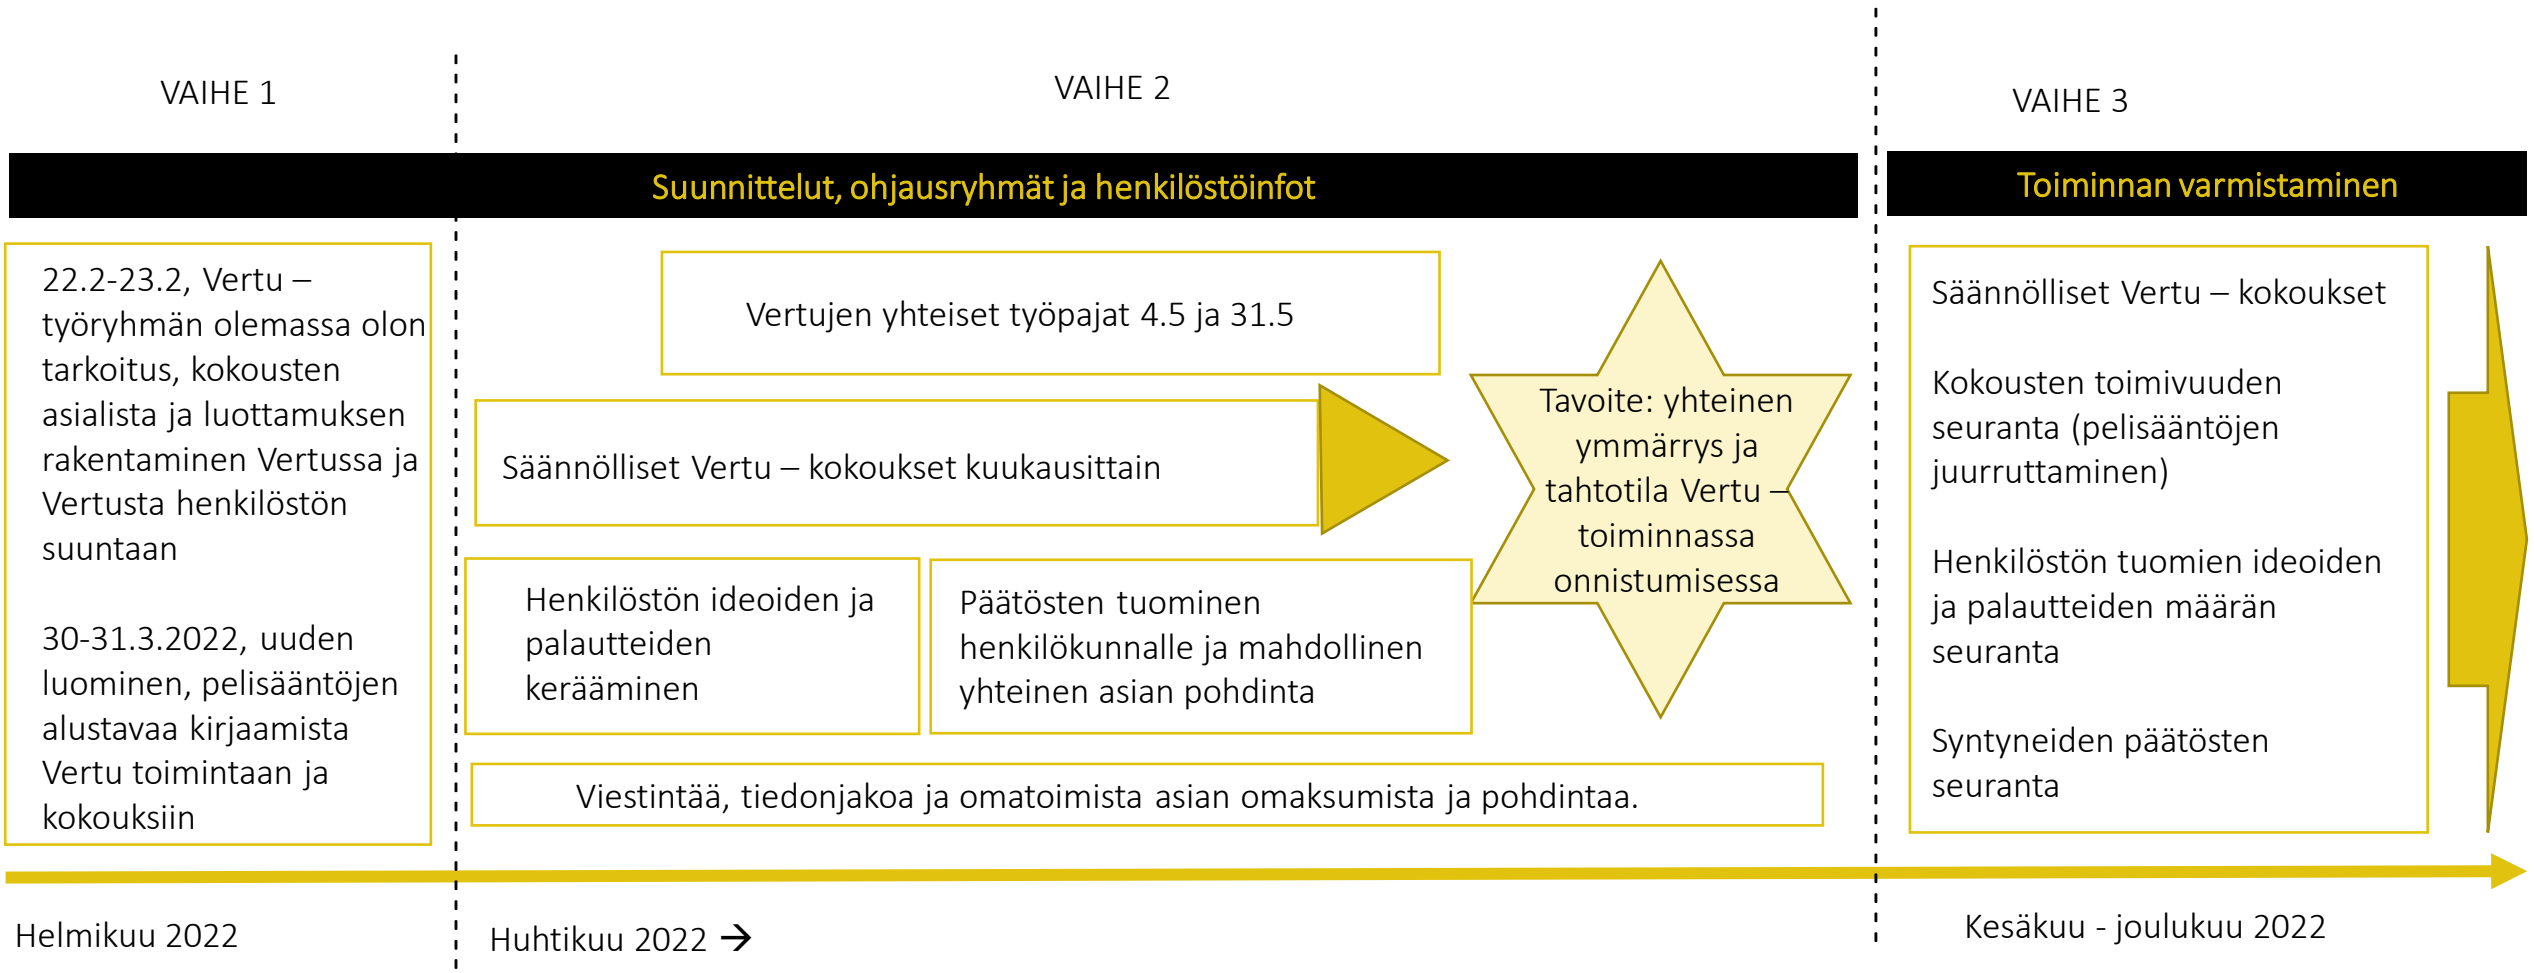 VAIHE 1
VAIHE 2
VAIHE 3
Suunnittelut, ohjausryhmät ja henkilöstöinfot
Toiminnan varmistaminen
22.2-23.2, Vertu –
työryhmän olemassa olon
tarkoitus, kokousten
asialista ja luottamuksen
rakentaminen Vertussa ja
Vertusta henkilöstön
suuntaan
30-31.3.2022, uuden
luominen, pelisääntöjen
alustavaa kirjaamista
Vertu toimintaan ja
kokouksiin
Vertujen yhteiset työpajat 4.5 ja 31.5
Säännölliset Vertu – kokoukset kuukausittain
Henkilöstön ideoiden ja
palautteiden
kerääminen
Päätösten tuominen
henkilökunnalle ja mahdollinen
yhteinen asian pohdinta
Tavoite: yhteinen
ymmärrys ja
tahtotila Vertu –
toiminnassa
onnistumisessa
Viestintää, tiedonjakoa ja omatoimista asian omaksumista ja pohdintaa.
Säännölliset Vertu – kokoukset
Kokousten toimivuuden
seuranta (pelisääntöjen
juurruttaminen)
Henkilöstön tuomien ideoiden
ja palautteiden määrän
seuranta
Syntyneiden päätösten
seuranta
Helmikuu 2022
Huhtikuu 2022 →
Kesäkuu - joulukuu 2022